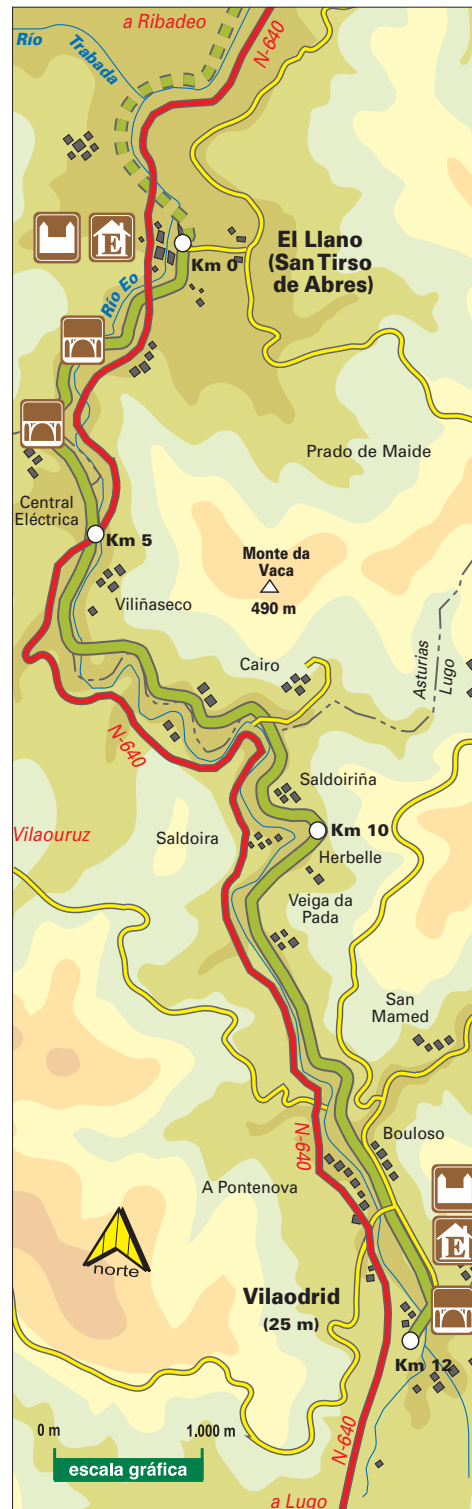 a Ribadeo
Río
Trabada
N-640
E
El Llano
(San Tirso
de Abres)
Km 0
Río Eo
Prado de Maide
Central
Eléctrica
Km 5
Monte da
Vaca
490 m
Viliñaseco
Cairo
Asturias
Lugo
N-640
Saldoiriña
Vilaouruz
Saldoira
Km 10
Herbelle
Veiga da
Pada
San
Mamed
N-640
Bouloso
A Pontenova
E
norte
Vilaodrid
(25 m)
Km 12
0 m
1,000 m
N-640
escala gráfica
a Lugo